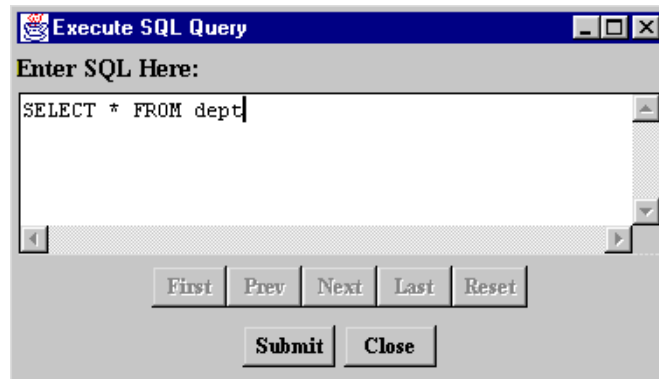 Execute SQL Query
Enter SQL Here:
SELECT * FROM dept
First Prev Next Last Reset
Submit Close